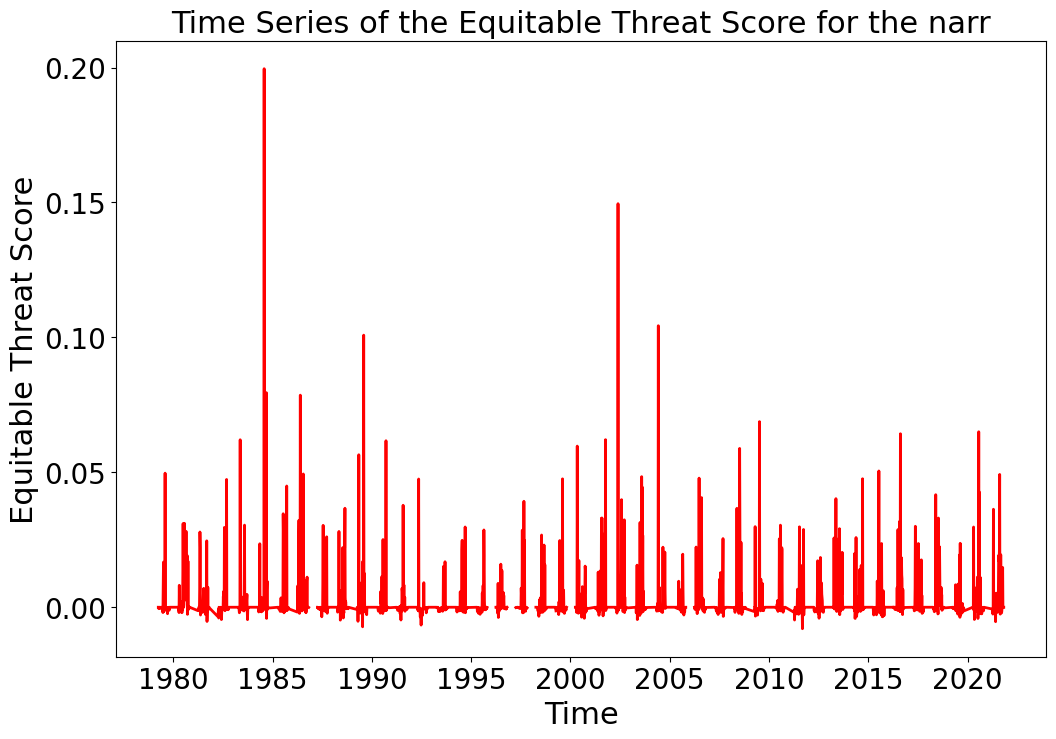 Time Series of the Equitable Threat Score for the narr
Equitable Threat Score
0.20
0.15
0.10
0.05
0.00
1980 1985 1990 1995 2000 2005 2010 2015 2020
Time